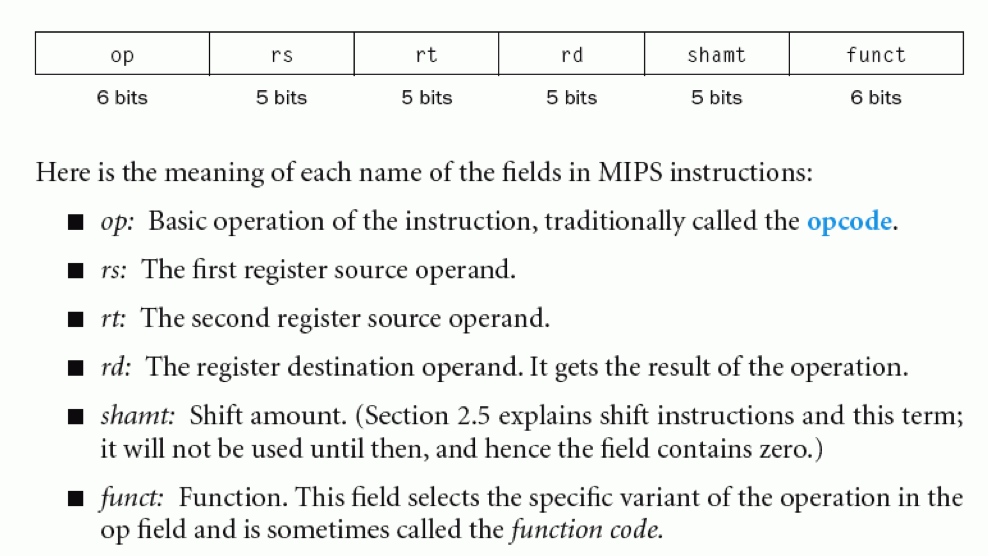 op rs rt rd shamt funct
6 bits 5 bits 5 bits 5 bits 5 bits 6 bits
Here is the meaning of each name of the fields in MIPS instructions:
■ op: Basic operation of the instruction, traditionally called the opcode.
■ rs: The first register source operand.
■ rt: The second register source operand.
■ rd: The register destination operand. It gets the result of the operation.
■ shamt: Shift amount. (Section 2.5 explains shift instructions and this term;
it will not be used until then, and hence the field contains zero.)
■ funct: Function. This field selects the specific variant of the operation in the
op field and is sometimes called the function code.